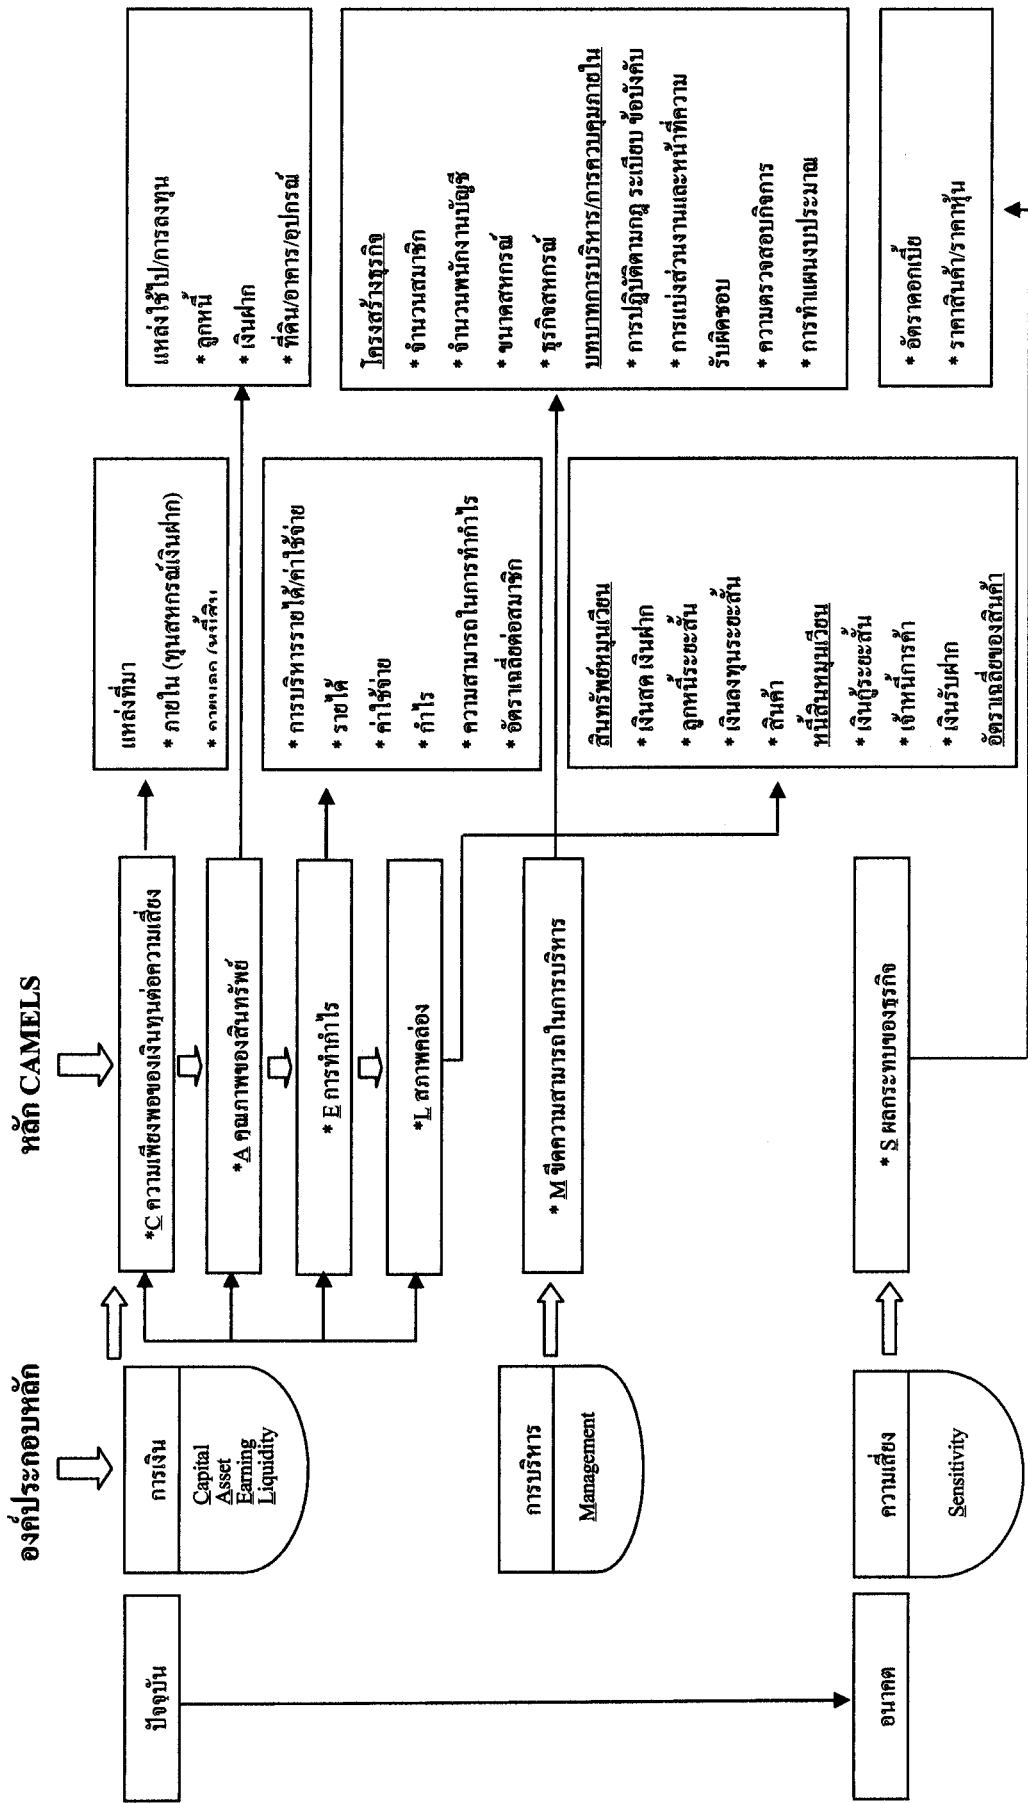 องค์ประกอบหลัก
หลัก CAMELS
ปัจจุบัน
การเงิน
Capital
Asset
Earning
Liquidity
*C ความเพียงพอของเงินทุนต่อความเสี่ยง
แหล่งที่มา
* ภายใน (ทุนสหกรณ์เงินฝาก)
*A คุณภาพของสินทรัพย์
แหล่งใช้ไป/การลงทุน
* ลูกหนี้
* เงินฝาก
* ที่ดิน/อาคาร/อุปกรณ์
* E การทำกำไร
* การบริหารรายได้/ค่าใช้จ่าย
* รายได้
* ค่าใช้จ่าย
* กำไร
* ความสามารถในการทำกำไร
* อัตราเฉลี่ยต่อสมาชิก
*L สภาพคล่อง
สินทรัพย์หมุนเวียน
* เงินสด เงินฝาก
* ลูกหนี้ระยะสั้น
* เงินลงทุนระยะสั้น
* สินค้า
หนี้สินหมุนเวียน
* เงินกู้ระยะสั้น
* เจ้าหนี้การค้า
* เงินรับฝาก
อัตราเฉลี่ยของสินค้า
การบริหาร
Management
* M ขีดความสามารถในการบริหาร
โครงสร้างธุรกิจ
* จำนวนสมาชิก
* จำนวนพนักงานบัญชี
* ขนาดสหกรณ์
* ธุรกิจสหกรณ์
บทบาทการบริหาร/การควบคุมภายใน
* การปฏิบัติตามกฎ ระเบียบ ข้อบังคับ
* การแบ่งส่วนงานและหน้าที่ความ
รับผิดชอบ
* ความตรวจสอบกิจการ
* การทำแผนงบประมาณ
อนาคต
ความเสี่ยง
Sensitivity
* S ผลกระทบของธุรกิจ
* อัตราดอกเบี้ย
* ราคาสินค้า/ราคาหุ้น